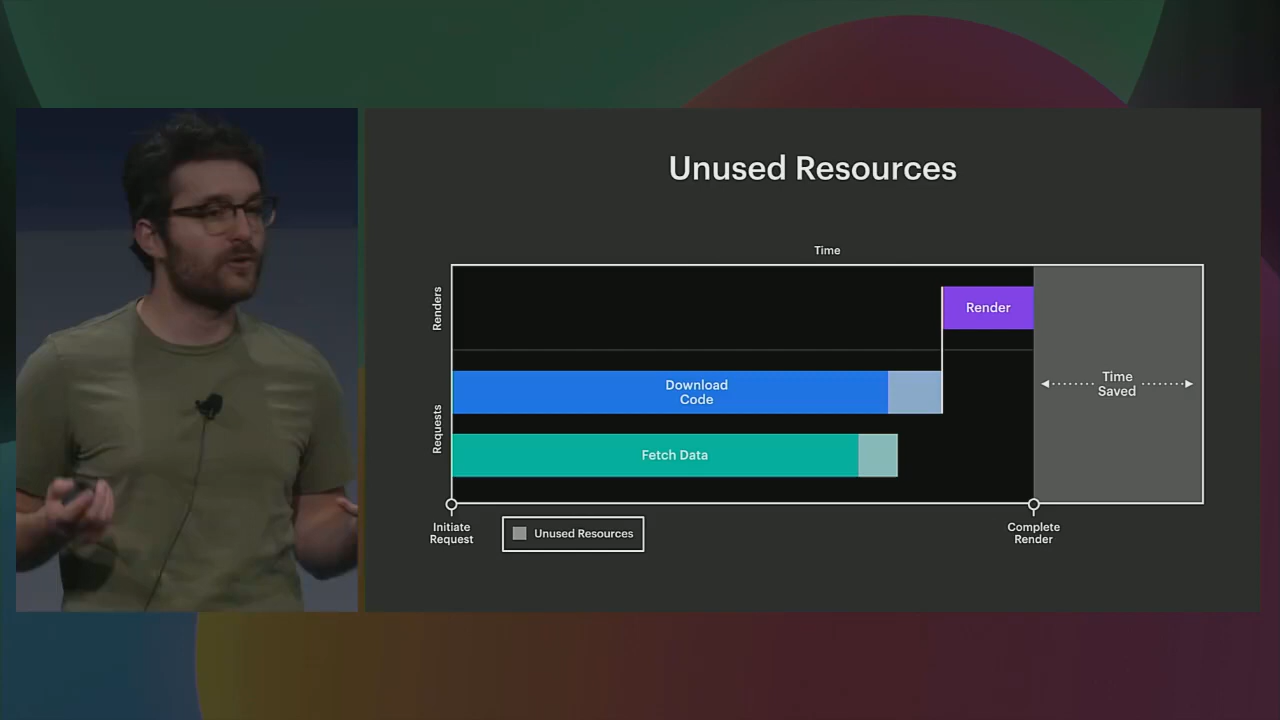 Unused Resources
Time
Renders
Render
Requests
Download
Code
Fetch Data
Time
Saved
Initiate
Request
Unused Resources
Complete
Render